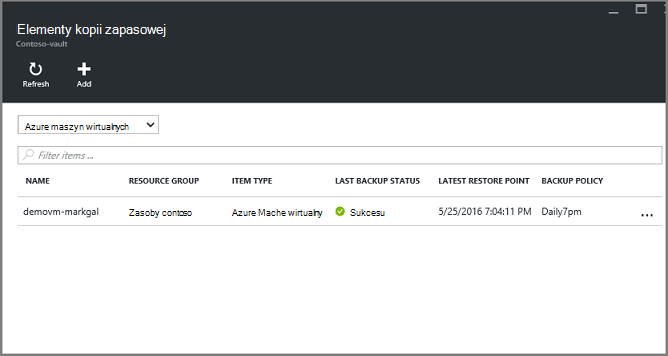 Elementy kopii zapasowej
Contoso-vault
Refresh Add
Azure maszyn wirtualnych
Filter items ...
NAME RESOURCE GROUP ITEM TYPE LAST BACKUP STATUS LATEST RESTORE POINT BACKUP POLICY
demovm-markgal Zasoby contoso Azure Mache wirtualny Sukcesu 5/25/2016 7:04:11 PM Daily7pm ...